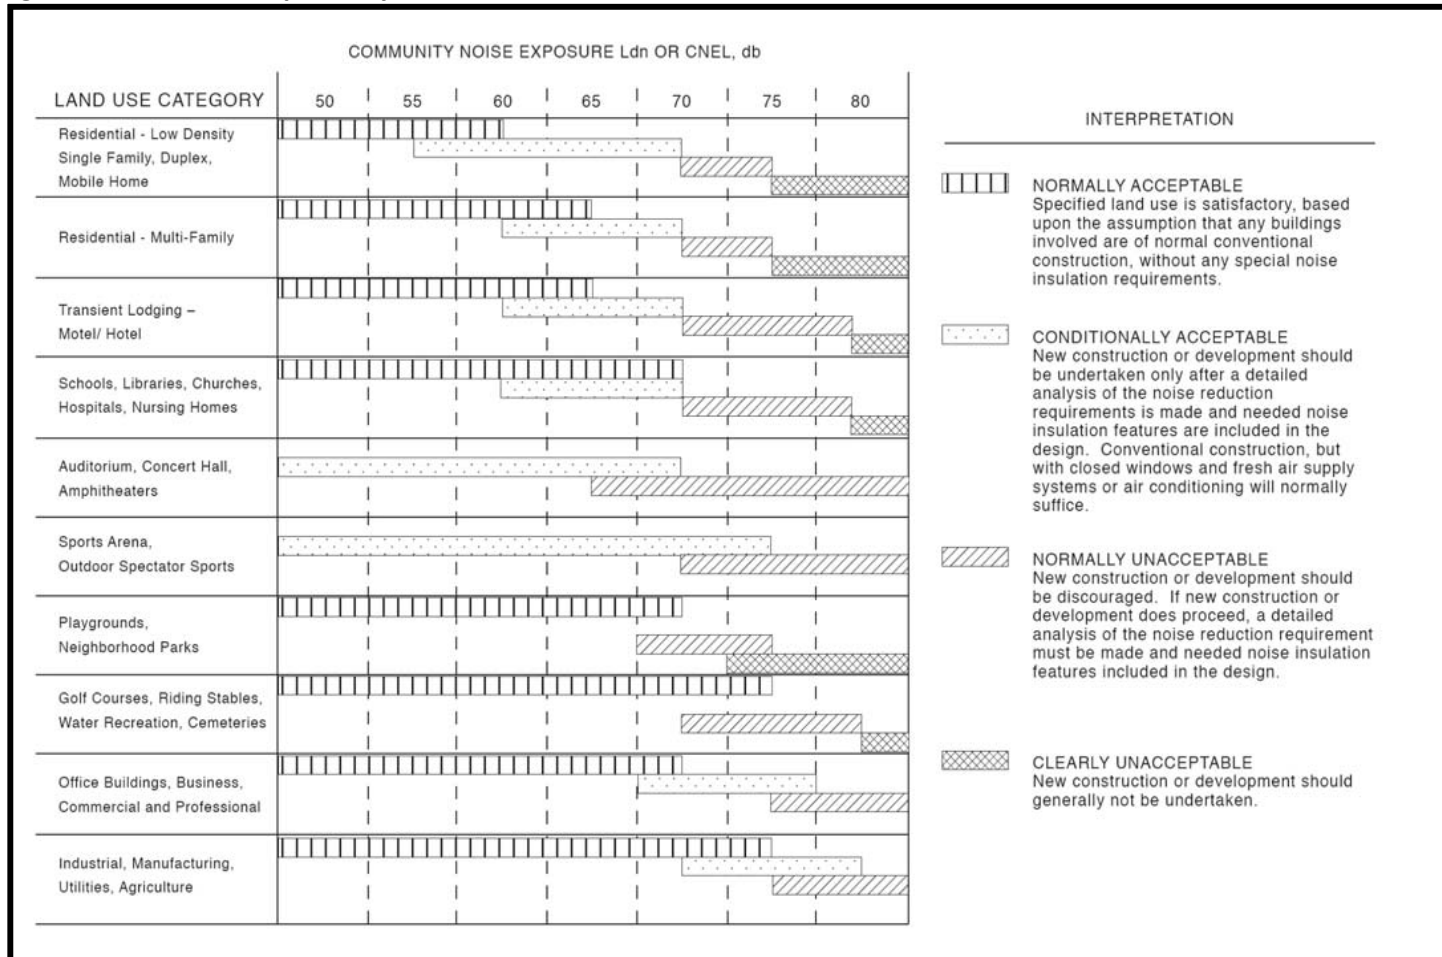 COMMUNITY NOISE EXPOSURE Ldn OR CNEL, db
LAND USE CATEGORY
50 55 60 65 70 75 80
Residential - Low Density
Single Family, Duplex,
Mobile Home
Residential - Multi-Family
Transient Lodging –
Motel/ Hotel
Schools, Libraries, Churches,
Hospitals, Nursing Homes
Auditorium, Concert Hall,
Amphitheaters
Sports Arena,
Outdoor Spectator Sports
Playgrounds,
Neighborhood Parks
Golf Courses, Riding Stables,
Water Recreation, Cemeteries
Office Buildings, Business,
Commercial and Professional
Industrial, Manufacturing,
Utilities, Agriculture
INTERPRETATION
NORMALLY ACCEPTABLE
Specified land use is satisfactory, based
upon the assumption that any buildings
involved are of normal conventional
construction, without any special noise
insulation requirements.
CONDITIONALLY ACCEPTABLE
New construction or development should
be undertaken only after a detailed
analysis of the noise reduction
requirements is made and needed noise
insulation features are included in the
design. Conventional construction, but
with closed windows and fresh air supply
systems or air conditioning will normally
suffice.
NORMALLY UNACCEPTABLE
New construction or development should
be discouraged. If new construction or
development does proceed, a detailed
analysis of the noise reduction requirement
must be made and needed noise insulation
features included in the design.
CLEARLY UNACCEPTABLE
New construction or development should
generally not be undertaken.